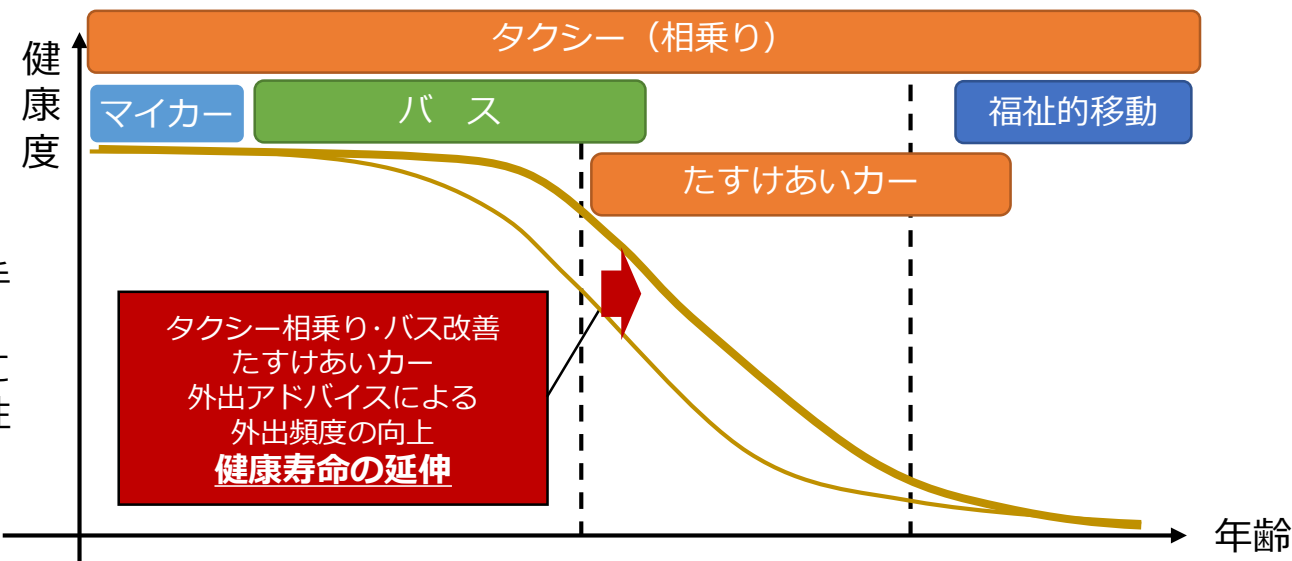 タクシー（相乗り）
健康度
マイカー
バ ス
福祉的移動
たすけあいカー
タクシー相乗り･バス改善
たすけあいカー
外出アドバイスによる
外出頻度の向上
健康寿命の延伸
年齢